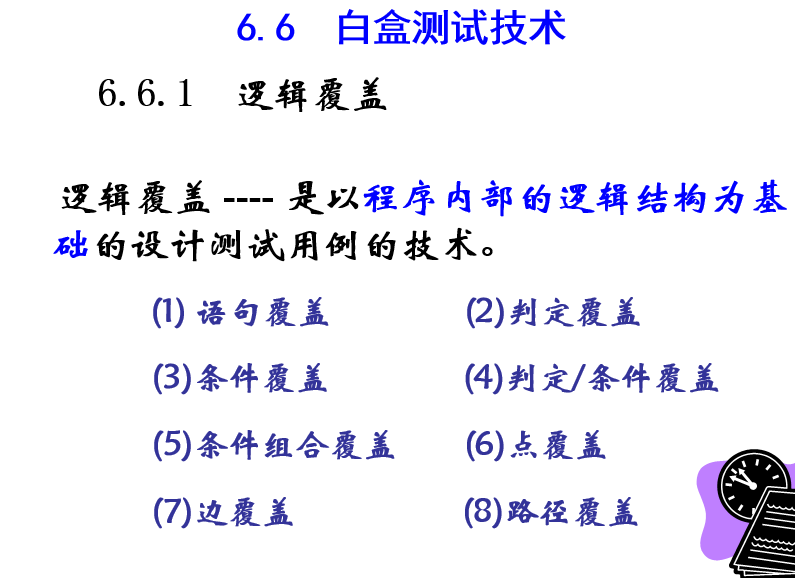 6.6 白盒测试技术
6.6.1 逻辑覆盖
逻辑覆盖 ---- 是以程序内部的逻辑结构为基
础的设计测试用例的技术。
(1) 语句覆盖 (2)判定覆盖
(3)条件覆盖 (4)判定/条件覆盖
(5)条件组合覆盖 (6)点覆盖
(7)边覆盖 (8)路径覆盖